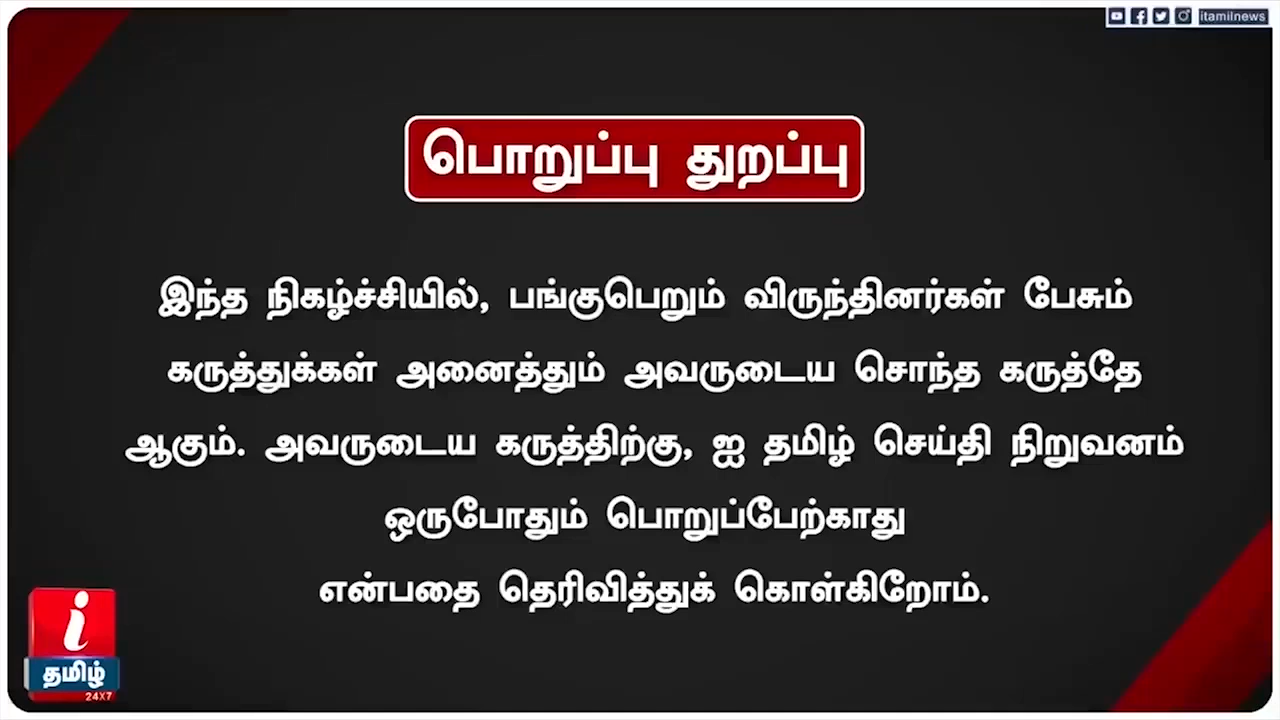 itamilnews
பொறுப்பு துறப்பு
இந்த நிகழ்ச்சியில், பங்குபெறும் விருந்தினர்கள் பேசும்
கருத்துக்கள் அனைத்தும் அவருடைய சொந்த கருத்தே
ஆகும். அவருடைய கருத்திற்கு, ஐ தமிழ் செய்தி நிறுவனம்
ஒருபோதும் பொறுப்பேற்காது
என்பதை தெரிவித்துக் கொள்கிறோம்.
i
தமிழ்
24X7